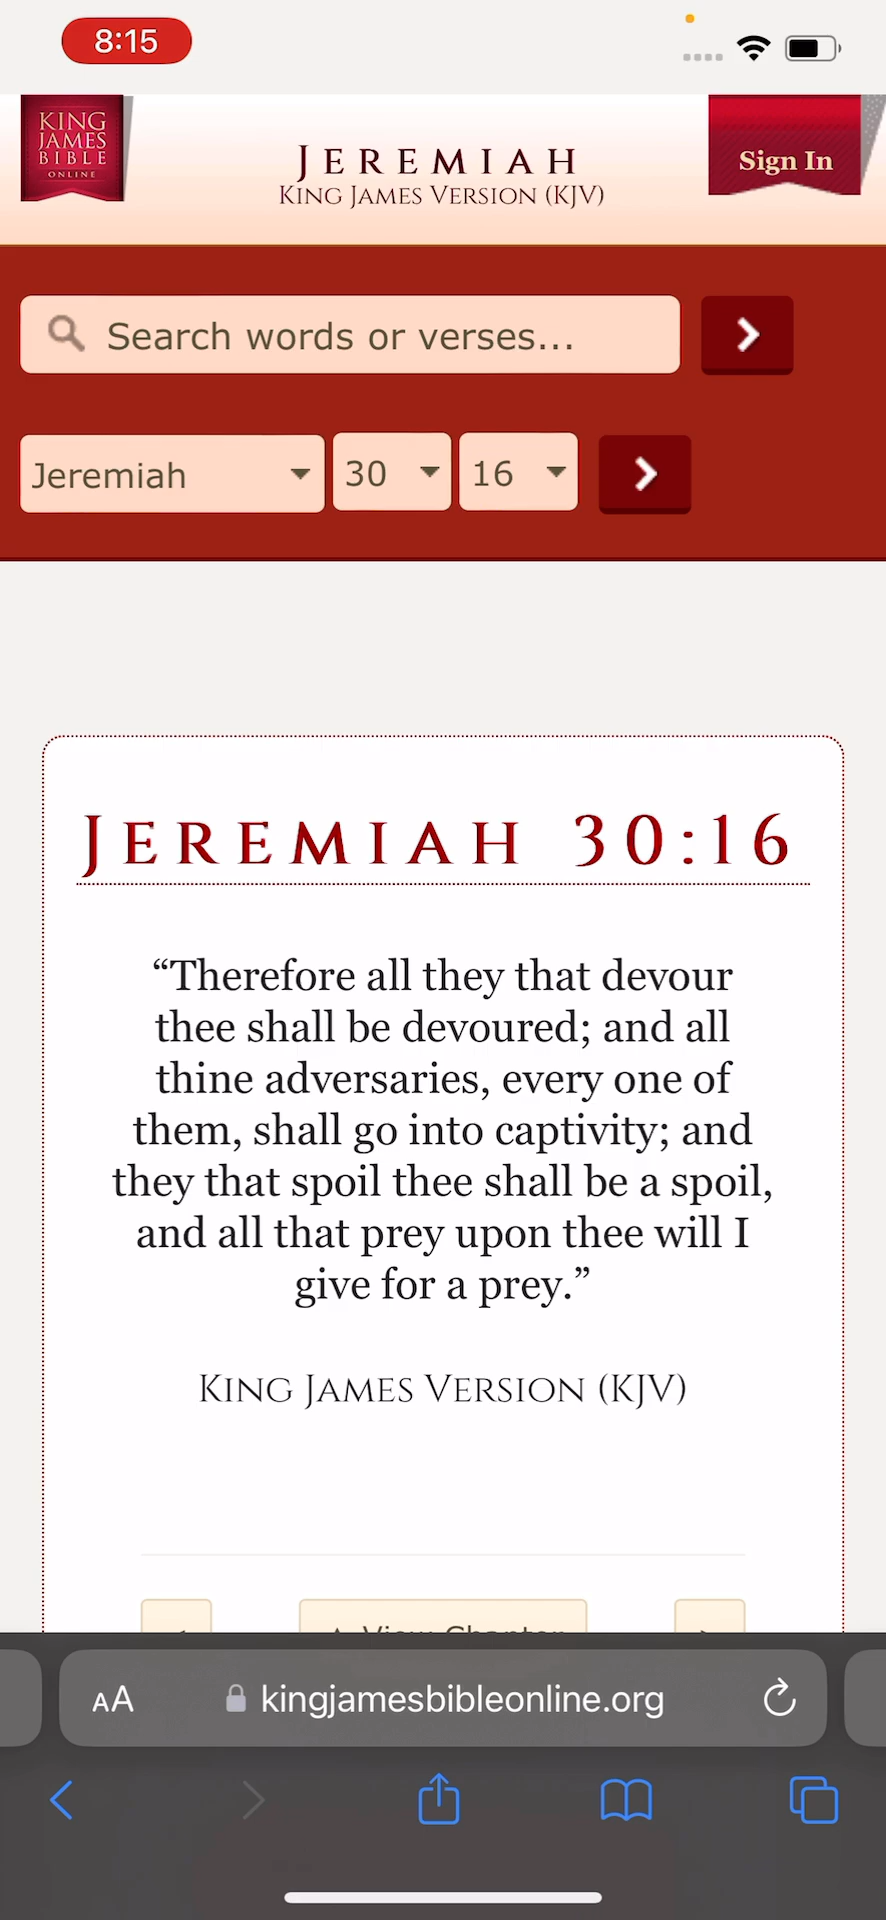 8:15
KING
JAMES
BIBLE
ONLINE
JEREMIAH
KING JAMES VERSION (KJV)
Sign In
Search words or verses...
Jeremiah
30
16
JEREMIAH 30:16
“Therefore all they that devour
thee shall be devoured; and all
thine adversaries, every one of
them, shall go into captivity; and
they that spoil thee shall be a spoil,
and all that prey upon thee will I
give for a prey.”
KING JAMES VERSION (KJV)
View Chapter
AA
kingjamesbibleonline.org